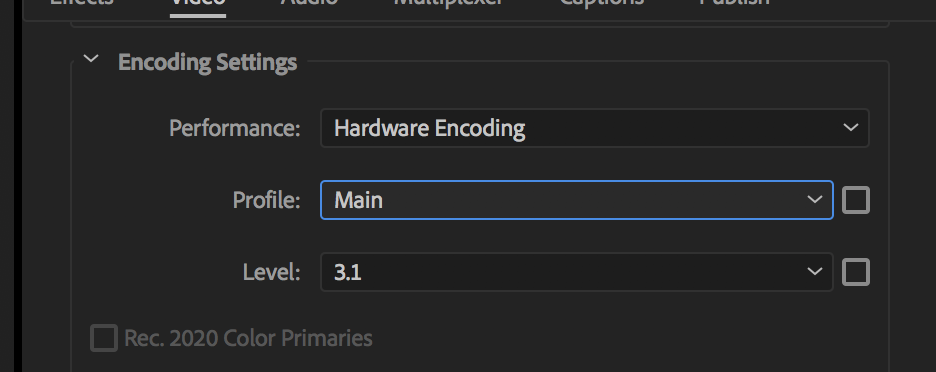 Effects Video Audio Multiplexer Captions Publish
Encoding Settings
Performance: Hardware Encoding
Profile: Main
Level: 3.1
Rec. 2020 Color Primaries